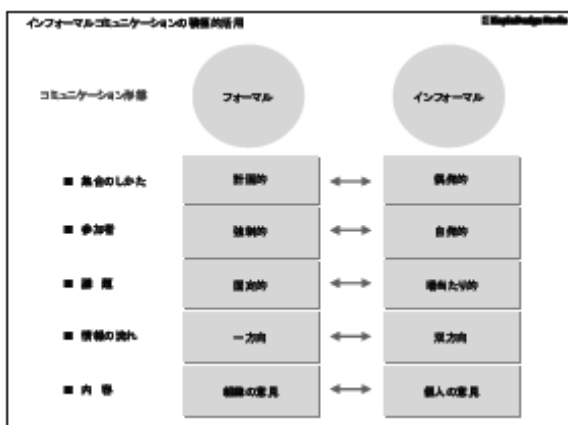 インフォーマルコミュニケーションの積極的活用
コミュニケーション形態
フォーマル
インフォーマル
■ 集合のしかた
計画的
偶発的
■ 参加者
強制的
自発的
■ 課 題
固定的
場当たり的
■ 情報の流れ
一方向
双方向
■ 内 容
組織の意見
個人の意見